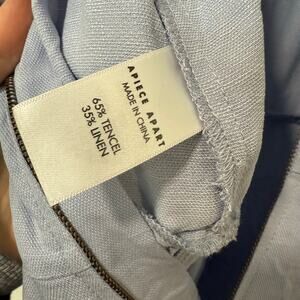 APIECE APART
MADE IN CHINA
65% TENCEL
35% LINEN